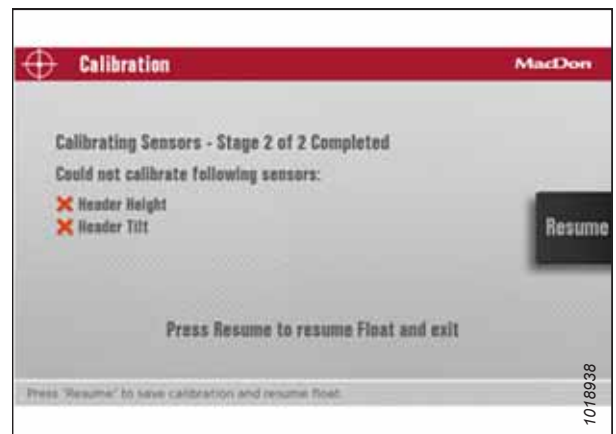 Calibration
MacDon
Calibrating Sensors - Stage 2 of 2 Completed
Could not calibrate following sensors:
Header Height
Header Tilt
Resume
Press Resume to resume Float and exit
Press "Resume" to save calibration and resume float.
1018938